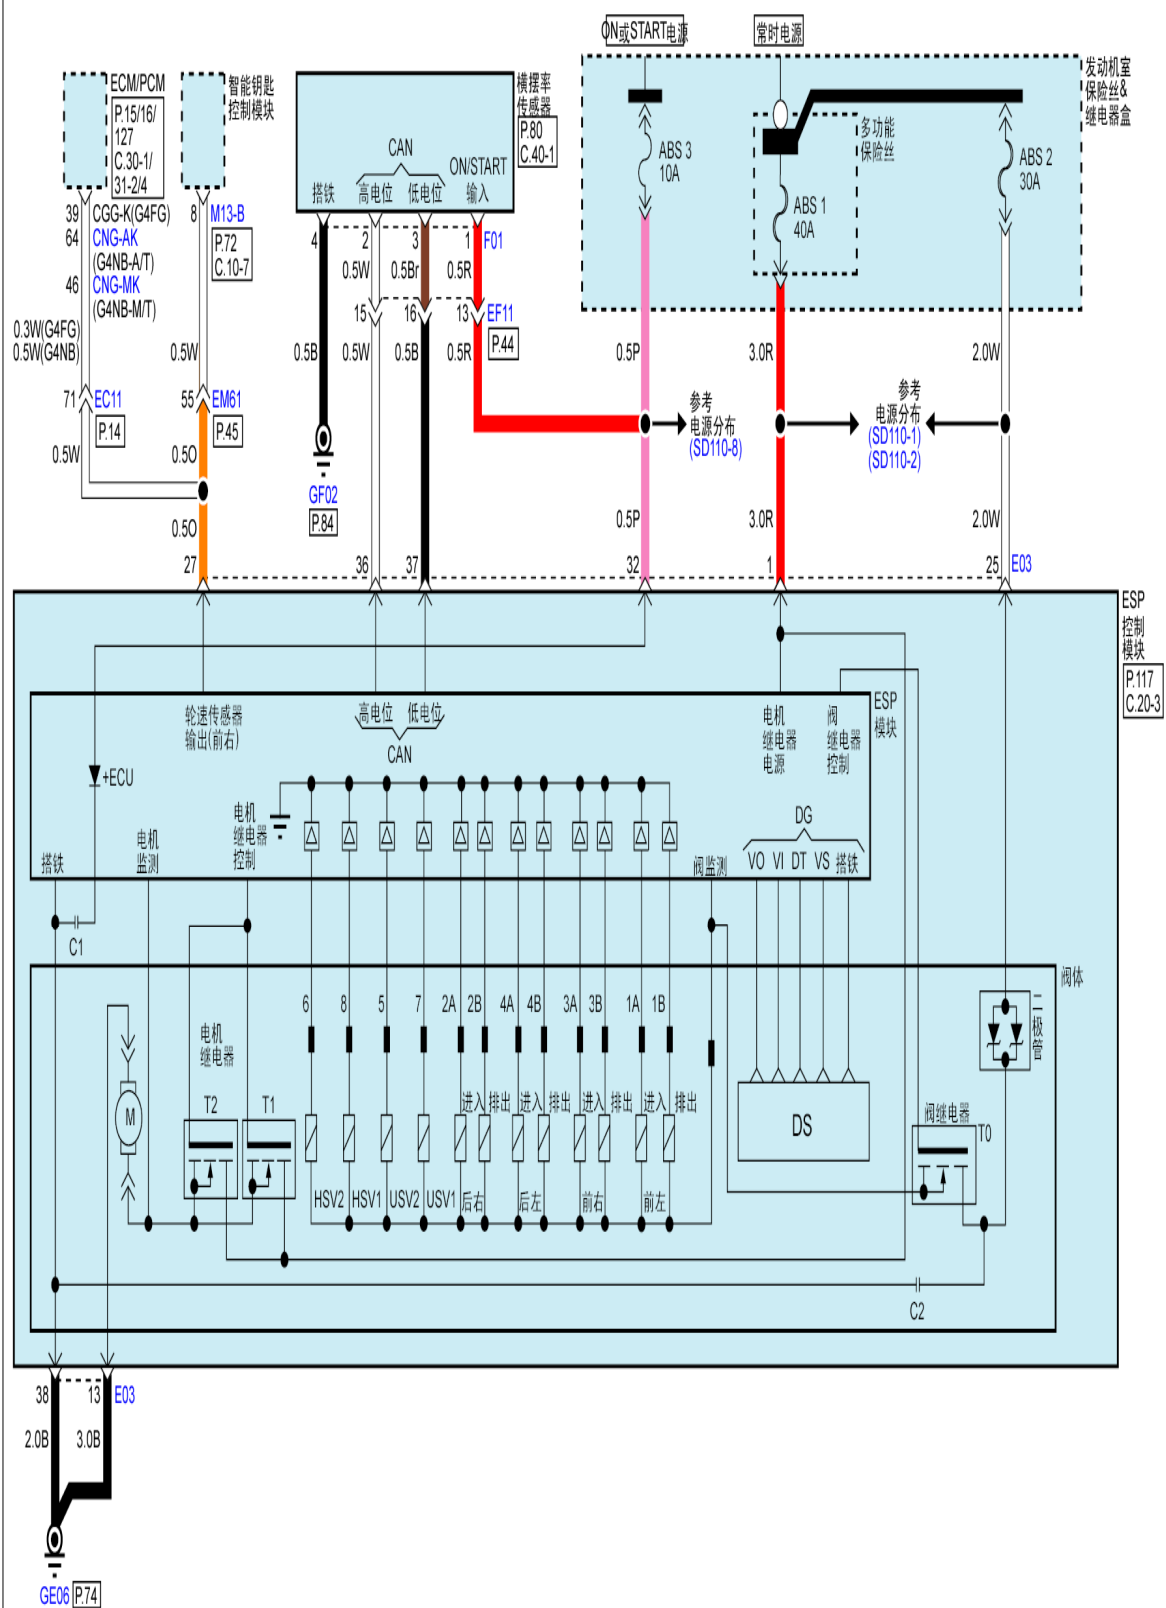 ON或START电源
常时电源
发动机室
保险丝&
继电器盒
ECM/PCM
P.15/16/
127
C.30-1/
31-2/4
智能钥匙
控制模块
横摆率
传感器
P.80
C.40-1
CAN
ON/START
搭铁
高电位
低电位
输入
ABS 3
10A
多功能
保险丝
ABS 1
40A
ABS 2
30A
39
CGG-K(G4FG)
64
CNG-AK
(G4NB-A/T)
46
CNG-MK
(G4NB-M/T)
8
M13-B
P.72
C.10-7
4
2
3
1
F01
0.5W
0.5Br
0.5R
15
16
13
EF11
P.44
0.3W(G4FG)
0.5W(G4NB)
0.5W
0.5B
0.5W
0.5B
0.5R
0.5P
3.0R
2.0W
71
EC11
P.14
55
EM61
P.45
参考
电源分布
(SD110-8)
参考
电源分布
(SD110-1)
(SD110-2)
0.5W
0.5O
GF02
P.84
0.5O
0.5P
3.0R
2.0W
27
36
37
32
1
25
E03
ESP
控制
模块
P.117
C.20-3
ESP
模块
轮速传感器
输出(前右)
高电位
低电位
CAN
电机
继电器
电源
阀
继电器
控制
+ECU
电机
继电器
控制
电机
监测
搭铁
DG
阀监测
VO
VI
DT
VS
搭铁
C1
阀体
6
8
5
7
2A
2B
4A
4B
3A
3B
1A
1B
二
极
管
电机
继电器
M
T2
T1
进入
排出
进入
排出
进入
排出
进入
排出
DS
阀继电器
T0
HSV2
HSV1
USV2
USV1
后右
后左
前右
前左
C2
38
13
E03
2.0B
3.0B
GE06
P.74